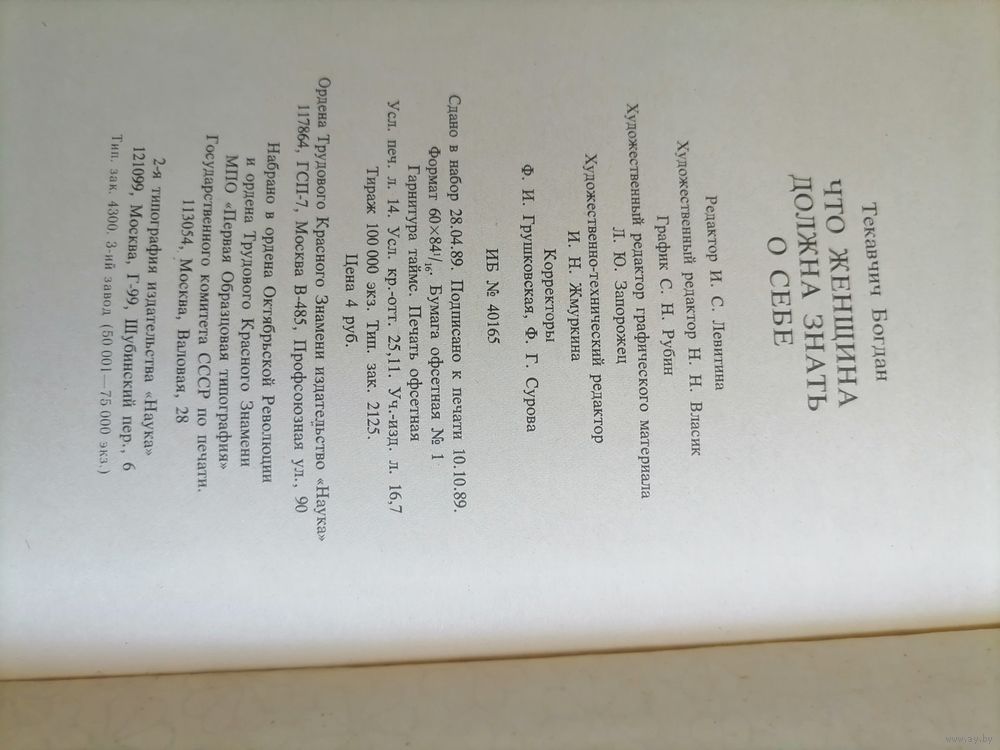 Текавчич Богдан
ЧТО ЖЕНЩИНА
ДОЛЖНА ЗНАТЬ
О СЕБЕ
Редактор И. С. Левитина
Художественный редактор Н. Н. Власик
График С. Н. Рубин
Художественный редактор графического материала
Л. Ю. Запорожец
Художественно-технический редактор
И. Н. Жмуркина
Корректоры
Ф. И. Грушковская, Ф. Г. Сурова
ИБ № 40165
Сдано в набор 28.04.89. Подписано к печати 10.10.89.
Формат 60×84¹/₁₆. Бумага офсетная № 1
Гарнитура таймс. Печать офсетная
Усл. печ. л. 14. Усл. кр.-отт. 25,11. Уч.-изд. л. 16,7
Тираж 100 000 экз. Тип. зак. 2125.
Цена 4 руб.
Ордена Трудового Красного Знамени издательство «Наука»
117864, ГСП-7, Москва В-485, Профсоюзная ул., 90
Набрано в ордена Октябрьской Революции
и ордена Трудового Красного Знамени
МПО «Первая Образцовая типография»
Государственного комитета СССР по печати.
113054, Москва, Валовая, 28
2-я типография издательства «Наука»
121099, Москва, Г-99, Шубинский пер., 6
Тип. зак. 4300. 3-ий завод (50 001—75 000 экз.)
www.ay.by